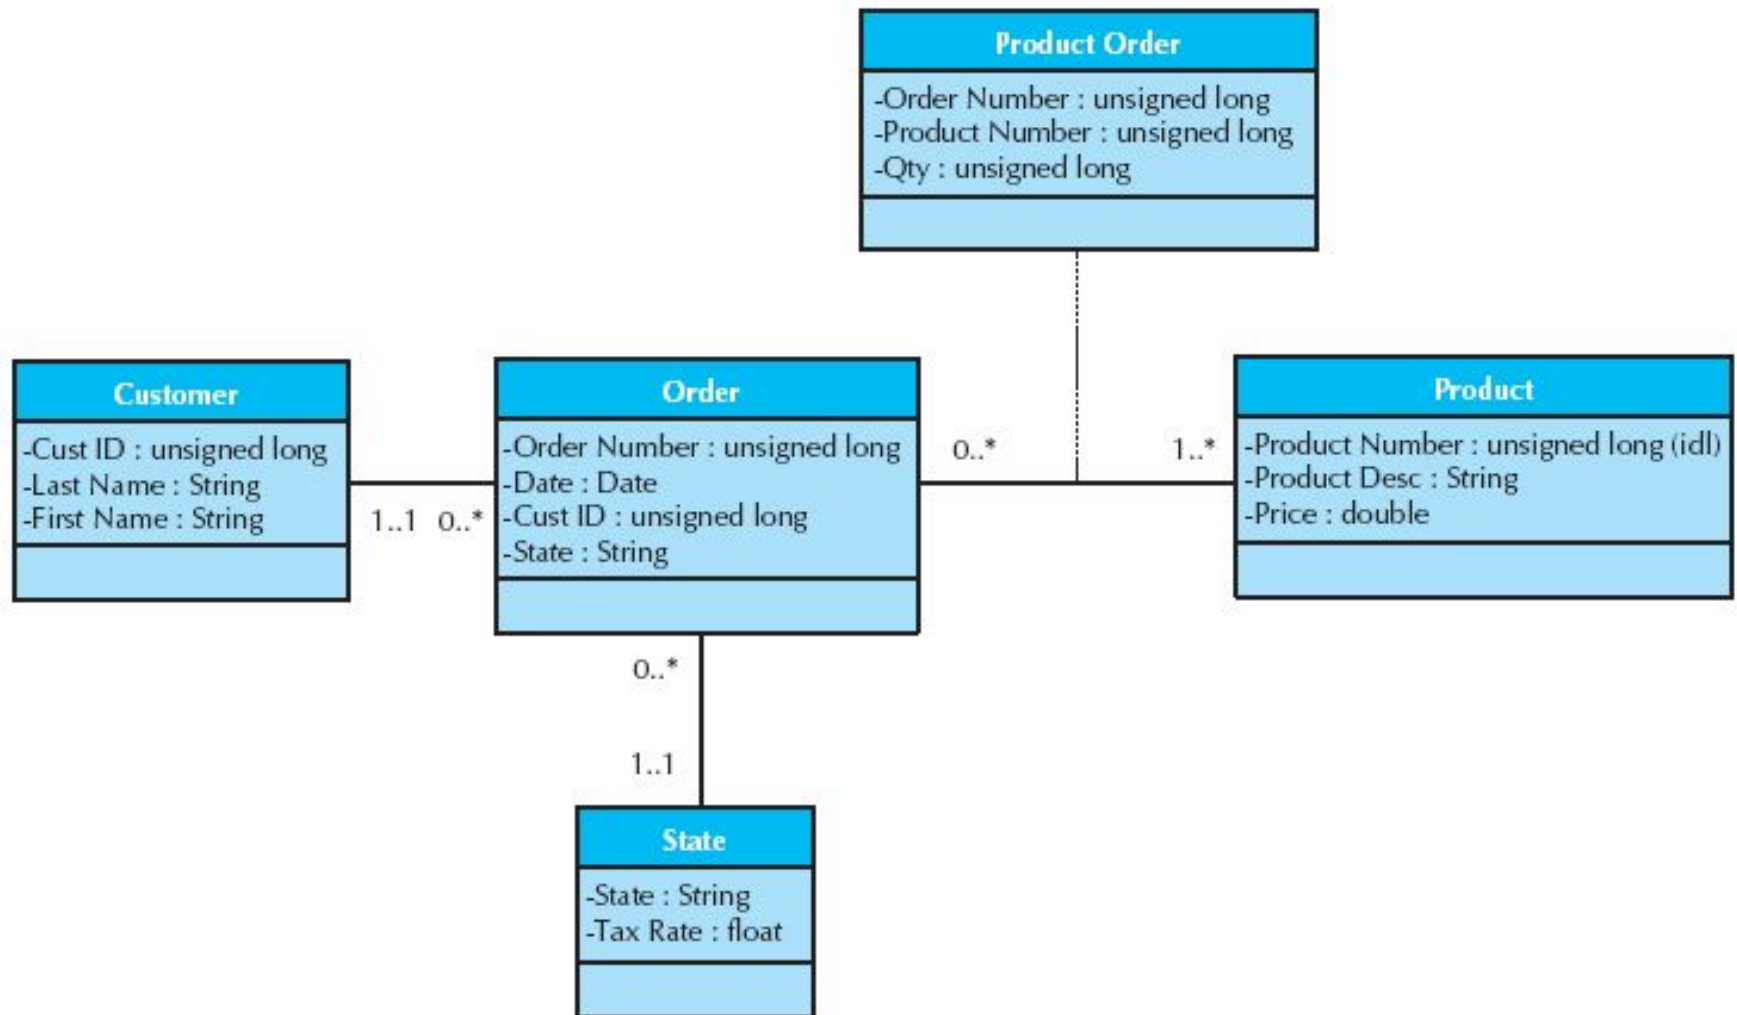 Product Order
-Order Number : unsigned long
-Product Number : unsigned long
-Qty : unsigned long
Customer
-Cust ID : unsigned long
-Last Name : String
-First Name : String
1..1
0..*
Order
-Order Number : unsigned long
-Date : Date
-Cust ID : unsigned long
-State : String
0..*
1..*
Product
-Product Number : unsigned long (idl)
-Product Desc : String
-Price : double
0..*
1..1
State
-State : String
-Tax Rate : float